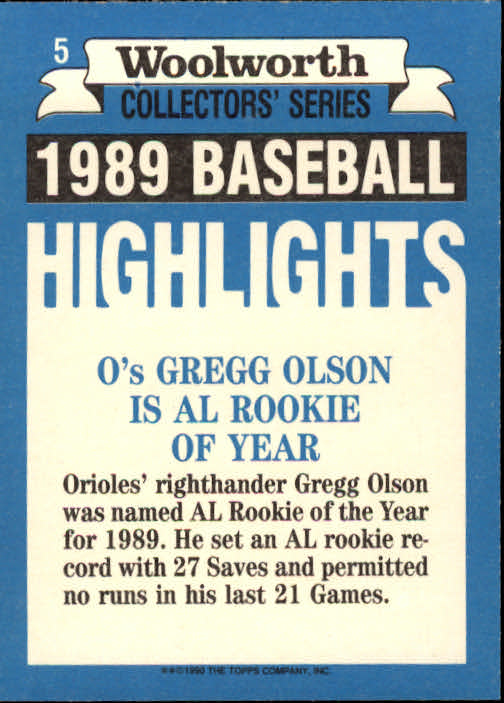 5
Woolworth
COLLECTORS' SERIES
1989 BASEBALL
HIGHLIGHTS
O's GREGG OLSON
IS AL ROOKIE
OF YEAR
Orioles' righthander Gregg Olson
was named AL Rookie of the Year
for 1989. He set an AL rookie re-
cord with 27 Saves and permitted
no runs in his last 21 Games.
**©1990 THE TOPPS COMPANY, INC.